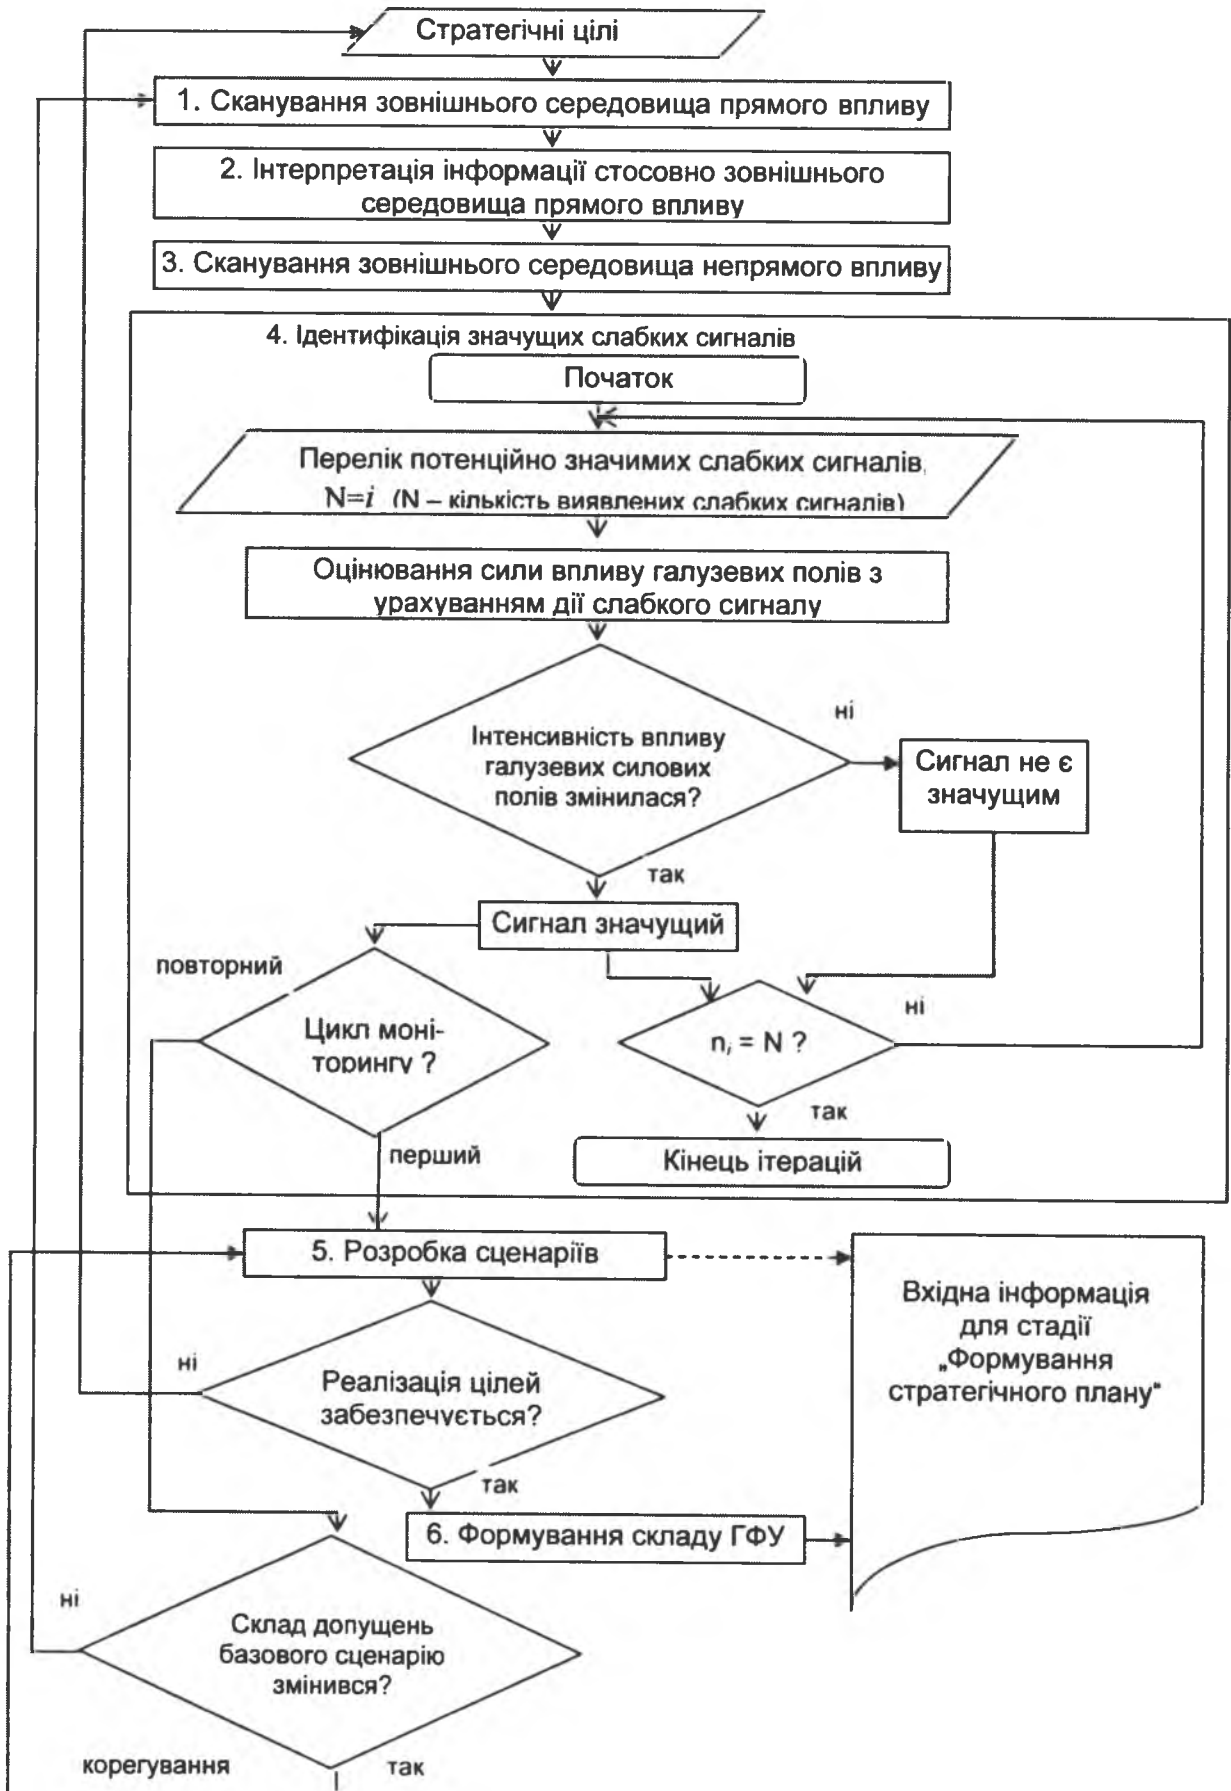 Стратегічні цілі
1. Сканування зовнішнього середовища прямого впливу
2. Інтерпретація інформації стосовно зовнішнього
середовища прямого впливу
3. Сканування зовнішнього середовища непрямого впливу
4. Ідентифікація значущих слабких сигналів
Початок
Перелік потенційно значимих слабких сигналів,
N=i (N – кількість виявлених слабких сигналів)
Оцінювання сили впливу галузевих полів з
урахуванням дії слабкого сигналу
ні
Інтенсивність впливу
галузевих силових
полів змінилася?
Сигнал не є
значущим
так
Сигнал значущий
повторний
Цикл моні-
торингу ?
ні
nᵢ = N ?
так
перший
Кінець ітерацій
5. Розробка сценаріїв
Вхідна інформація
для стадії
„Формування
стратегічного плану“
ні
Реалізація цілей
забезпечується?
так
6. Формування складу ГФУ
ні
Склад допущень
базового сценарію
змінився?
корегування
так